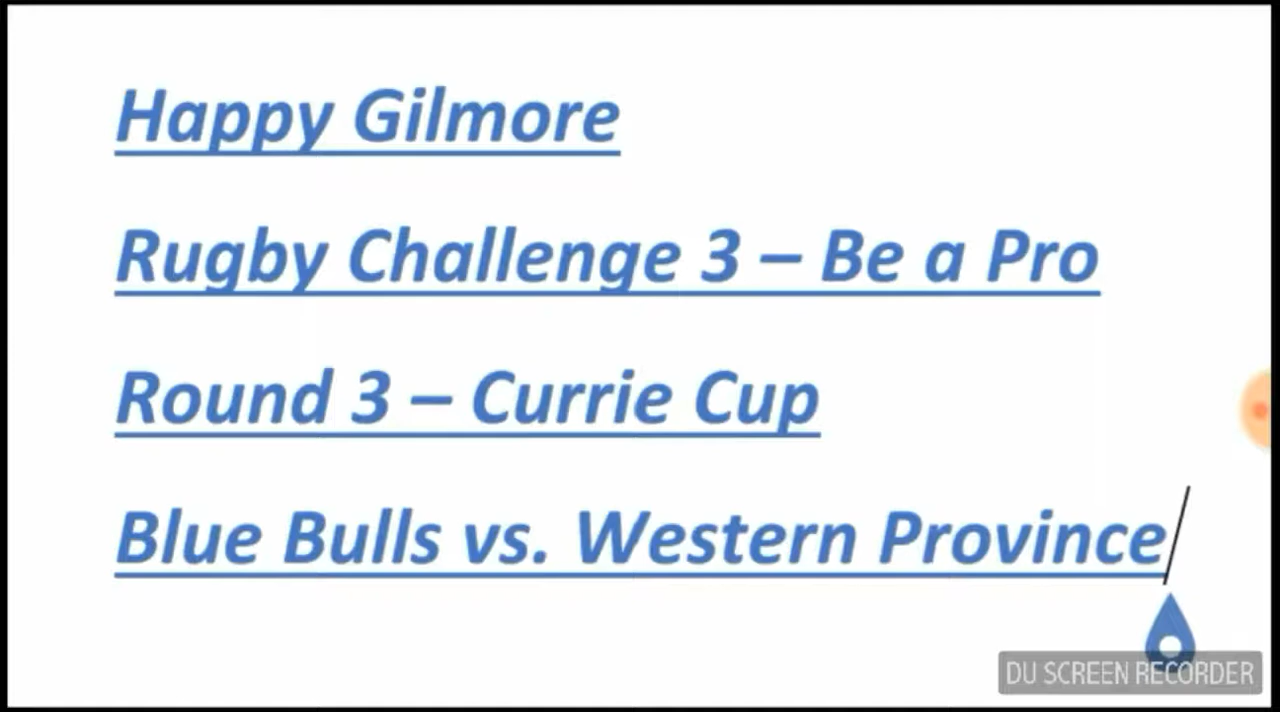 Happy Gilmore
Rugby Challenge 3 – Be a Pro
Round 3 – Currie Cup
Blue Bulls vs. Western Province
DU SCREEN RECORDER